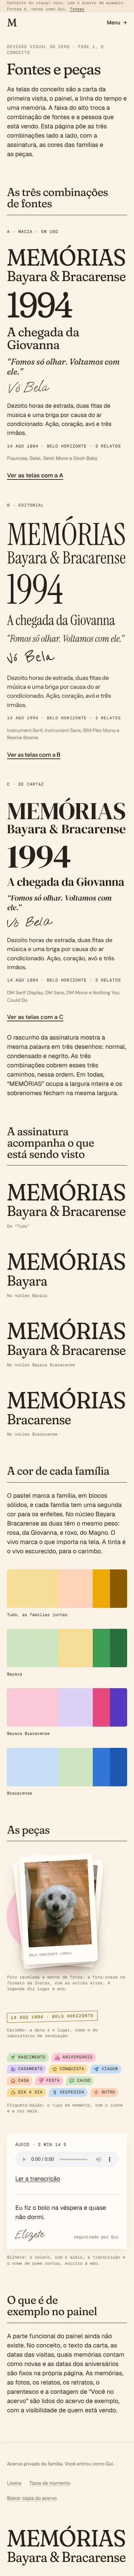 Conceito do visual novo, com o acervo de exemplo.
Fontes A, vendo como Gui. Trocar
M
Menu →
REVISÃO VISUAL DO ZERO · FASE 1, O
CONCEITO
Fontes e peças
As telas do conceito são a carta da
primeira visita, o painel, a linha do tempo e
uma memória. A faixa do alto troca a
combinação de fontes e a pessoa que
está vendo. Esta página põe as três
combinações lado a lado, com a
assinatura, as cores das famílias e
as peças.
As três combinações
de fontes
A · MACIA · EM USO
MEMÓRIAS
Bayara & Bracarense
1994
A chegada da
Giovanna
“Fomos só olhar. Voltamos com
ele.”
Vó Bela
Dezoito horas de estrada, duas fitas de
música e uma briga por causa do ar
condicionado. Ação, coração, avó e três
irmãos.
14 AGO 1994 · BELO HORIZONTE · 3 RELATOS
Fraunces, Geist, Geist Mono e Oooh Baby
Ver as telas com a A
B · EDITORIAL
MEMÓRIAS
Bayara & Bracarense
1994
A chegada da Giovanna
“Fomos só olhar. Voltamos com ele.”
Vó Bela
Dezoito horas de estrada, duas fitas de
música e uma briga por causa do ar
condicionado. Ação, coração, avó e três
irmãos.
14 AGO 1994 · BELO HORIZONTE · 3 RELATOS
Instrument Serif, Instrument Sans, IBM Plex Mono e
Reenie Beanie
Ver as telas com a B
C · DE CARTAZ
MEMÓRIAS
Bayara & Bracarense
1994
A chegada da Giovanna
“Fomos só olhar. Voltamos com
ele.”
Vó Bela
Dezoito horas de estrada, duas fitas de
música e uma briga por causa do ar
condicionado. Ação, coração, avó e três
irmãos.
14 AGO 1994 · BELO HORIZONTE · 3 RELATOS
DM Serif Display, DM Sans, DM Mono e Nothing You
Could Do
Ver as telas com a C
O rascunho da assinatura mostra a
palavra maior em três desenhos: normal,
condensado e negrito. As três
combinações cobrem esses três
caminhos, nessa ordem. Em todas,
“MEMÓRIAS” ocupa a largura inteira e os
sobrenomes fecham na mesma largura.
A assinatura
acompanha o que
está sendo visto
MEMÓRIAS
Bayara & Bracarense
Em “Tudo”
MEMÓRIAS
Bayara
No núcleo Bayara
MEMÓRIAS
Bayara & Bracarense
No núcleo Bayara Bracarense
MEMÓRIAS
Bracarense
No núcleo Bracarense
A cor de cada família
O pastel marca a família, em blocos
sólidos, e cada família tem uma segunda
cor para os enfeites. No núcleo Bayara
Bracarense as duas têm o mesmo peso:
rosa, da Giovanna, e roxo, do Magno. O
vivo marca o que importa na tela. A tinta é
o vivo escurecido, para o carimbo.
Tudo, as famílias juntas
Bayara
Bayara Bracarense
Bracarense
As peças
BELO HORIZONTE (2025)
Foto revelada e monte de fotos: a foto-chave no
formato da Instax, com as outras atrás. A
legenda diz lugar e ano.
14 AGO 1994 · BELO HORIZONTE
Carimbo: a data e o lugar, como o do
laboratório de revelação.
NASCIMENTO
ANIVERSÁRIO
CASAMENTO
CONQUISTA
VIAGEM
CASA
FESTA
CAUSO
DIA A DIA
DESPEDIDA
OUTRO
Etiqueta-balão: o tipo de momento, com o ícone
e a cor dele.
ÁUDIO · 2 MIN 14 S
0:00 / 0:00
Ler a transcrição
Eu fiz o bolo na véspera e quase
não dormi.
Elizete
registrado por Gui
Bilhete: o relato, com o áudio, a transcrição e
o nome de quem contou, escrito à mão.
O que é de
exemplo no painel
A parte funcional do painel ainda não
existe. No conceito, o texto da carta, as
datas das visitas, quais memórias estavam
como da última vez e quais são novidade
são fixas na própria página. As memórias,
as fotos, os relatos, os retratos, o
parentesco e a contagem de “Você no
acervo” são lidos do acervo de exemplo,
com a visibilidade de quem está vendo.
Acervo privado da família. Você entrou como Gui.
Lixeira
Tipos de momento
Baixar cópia do acervo
MEMÓRIAS
Bayara & Bracarense